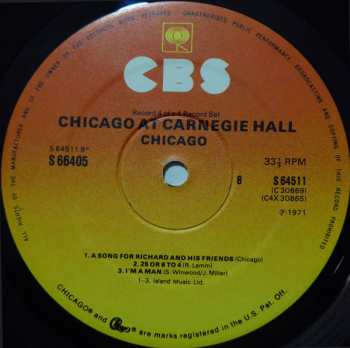 ALL RIGHTS OF THE MANUFACTURER AND OF THE OWNER OF THE RECORDED WORK RESERVED UNAUTHORISED PUBLIC PERFORMANCE, BROADCASTING AND COPYING OF THIS RECORD PROHIBITED
CBS
Record 4 of a 4 Record Set
CHICAGO AT CARNEGIE HALL
CHICAGO
S 64511 B
S 66405
33⅓ RPM
B
S 64511
(C 30869)
(C4X 30865)
℗ 1971
1. A SONG FOR RICHARD AND HIS FRIENDS (Chicago)
2. 25 OR 6 TO 4 (R. Lamm)
3. I'M A MAN (S. Winwood/J. Miller)
1-3. Island Music Ltd.
CHICAGO® and Chicago® are marks registered in the U.S. Pat. Off.